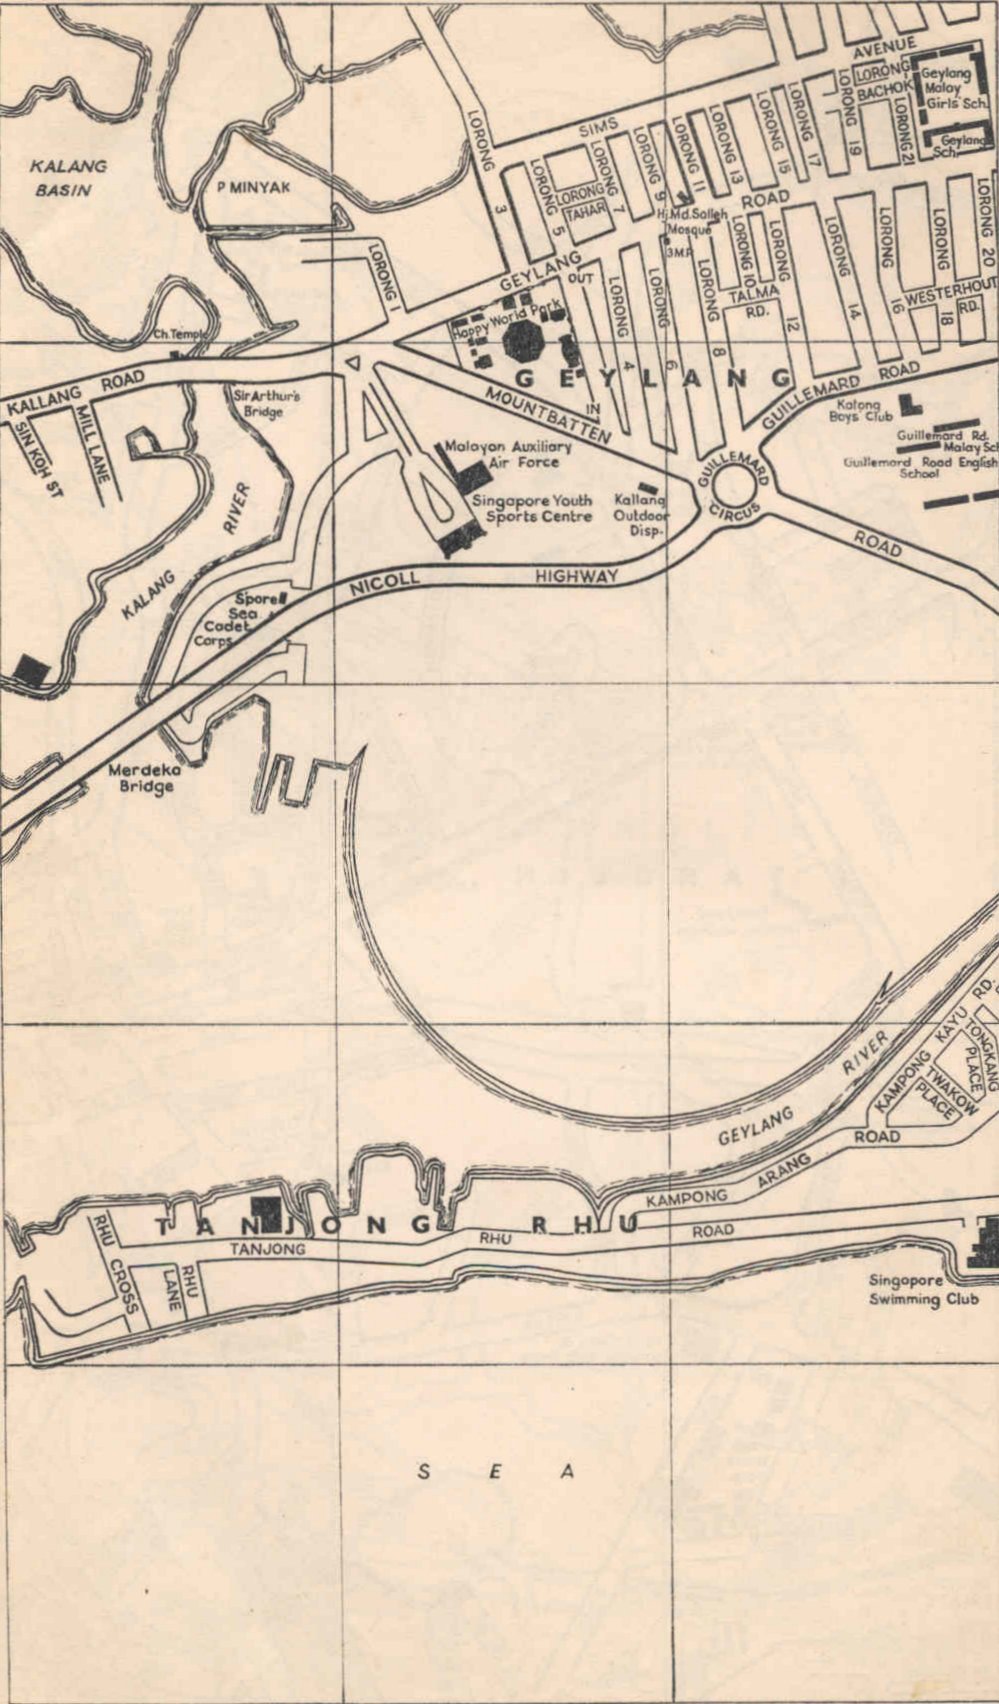 AVENUE
LORONG
BACHOK
Geylang
Malay
Girls' Sch.
Geylang
Sch.
LORONG 21
LORONG 19
LORONG 17
LORONG 15
LORONG 13
LORONG 11
LORONG 9
LORONG 7
SIMS
LORONG 3
LORONG 5
LORONG
TAHAR
KALANG
BASIN
P MINYAK
ROAD
Hj.Md.Salleh
Mosque
3M.P.
LORONG 1
GEYLANG
OUT
LORONG 4
LORONG 6
LORONG 8
LORONG 10
LORONG 12
TALMA
RD.
LORONG 14
LORONG 16
LORONG 18
LORONG 20
WESTERHOUT
RD.
Happy World Park
Ch. Temple
GEYLANG
KALLANG ROAD
SIN KOH ST
MILL LANE
Sir Arthur's
Bridge
MOUNTBATTEN
IN
GUILLEMARD ROAD
Katong
Boys' Club
Guillemard Rd.
Malay Sch
Guillemard Road English
School
Malayan Auxiliary
Air Force
Singapore Youth
Sports Centre
Kallang
Outdoor
Disp.
GUILLEMARD
CIRCUS
ROAD
KALANG RIVER
NICOLL HIGHWAY
Spore
Sea
Cadet
Corps
Merdeka
Bridge
GEYLANG RIVER
KAMPONG KAYU RD.
TONGKANG
PLACE
TWAKOW
PLACE
KAMPONG ARANG ROAD
TANJONG RHU
TANJONG RHU ROAD
RHU CROSS
RHU
LANE
Singapore
Swimming Club
SEA